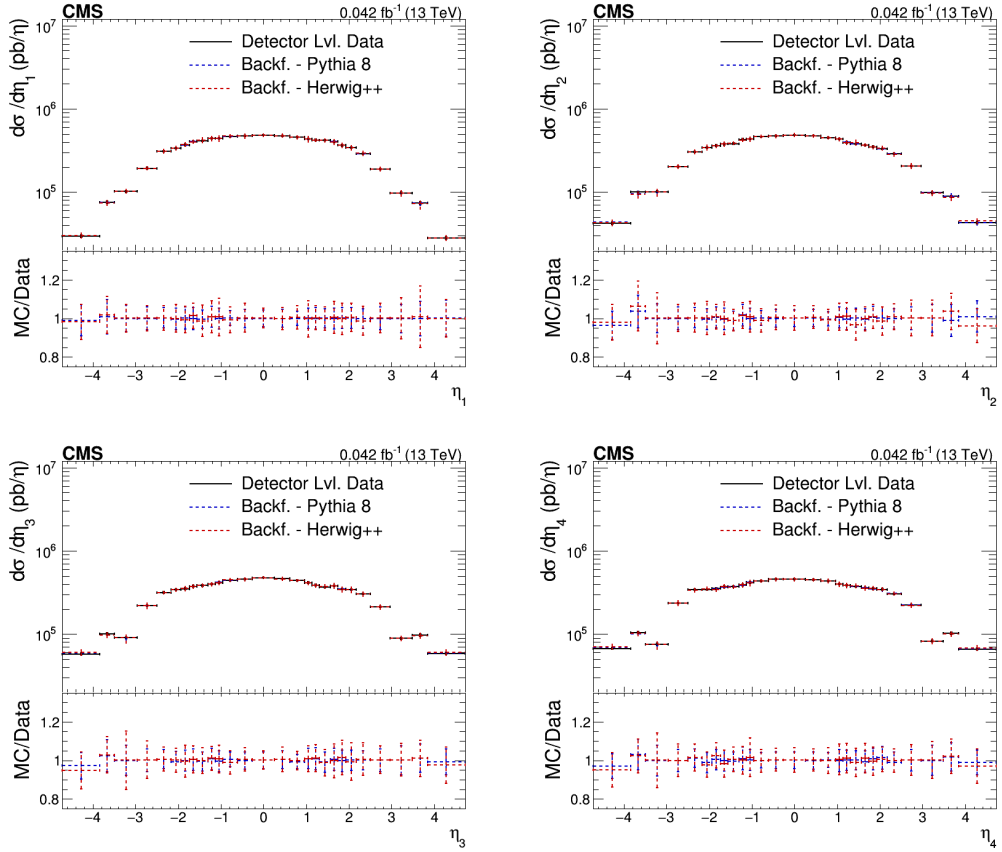 CMS 0.042 fb⁻¹ (13 TeV)
dσ/dη₁ (pb/η)
10⁷
Detector Lvl. Data
Backf. - Pythia 8
Backf. - Herwig++
10⁶
10⁵
MC/Data
1.2
1
0.8
−4 −3 −2 −1 0 1 2 3 4
η₁
CMS 0.042 fb⁻¹ (13 TeV)
dσ/dη₂ (pb/η)
10⁷
Detector Lvl. Data
Backf. - Pythia 8
Backf. - Herwig++
10⁶
10⁵
MC/Data
1.2
1
0.8
−4 −3 −2 −1 0 1 2 3 4
η₂
CMS 0.042 fb⁻¹ (13 TeV)
dσ/dη₃ (pb/η)
10⁷
Detector Lvl. Data
Backf. - Pythia 8
Backf. - Herwig++
10⁶
10⁵
MC/Data
1.2
1
0.8
−4 −3 −2 −1 0 1 2 3 4
η₃
CMS 0.042 fb⁻¹ (13 TeV)
dσ/dη₄ (pb/η)
10⁷
Detector Lvl. Data
Backf. - Pythia 8
Backf. - Herwig++
10⁶
10⁵
MC/Data
1.2
1
0.8
−4 −3 −2 −1 0 1 2 3 4
η₄